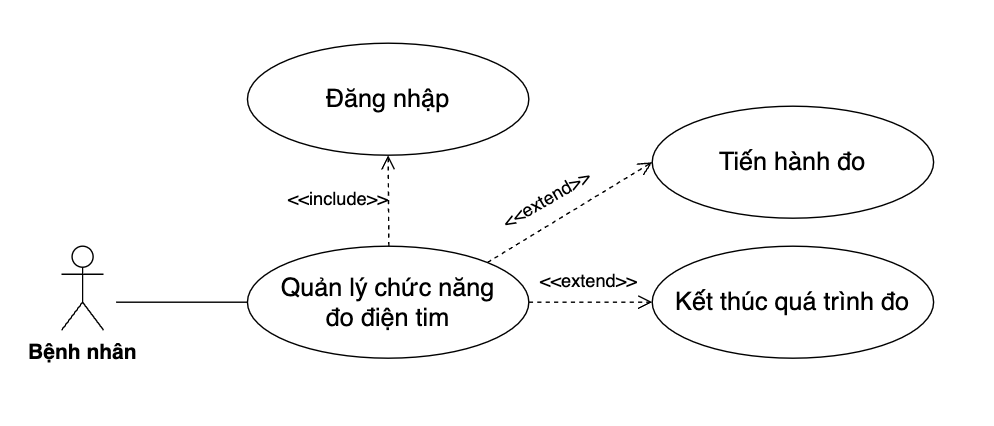 Đăng nhập
Tiến hành đo
<<include>>
<<extend>>
Quản lý chức năng
đo điện tim
<<extend>>
Kết thúc quá trình đo
Bệnh nhân